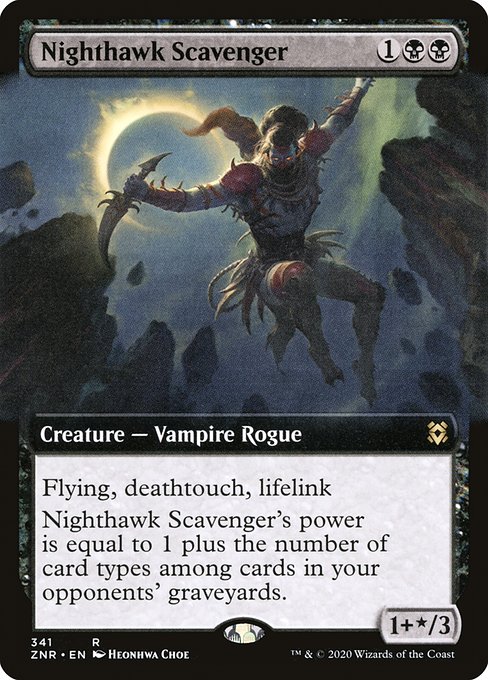 Nighthawk Scavenger 1
Creature — Vampire Rogue
Flying, deathtouch, lifelink
Nighthawk Scavenger's power
is equal to 1 plus the number of
card types among cards in your
opponents' graveyards.
1+★/3
341 R
ZNR • EN Heonhwa Choe
™ & © 2020 Wizards of the Coast